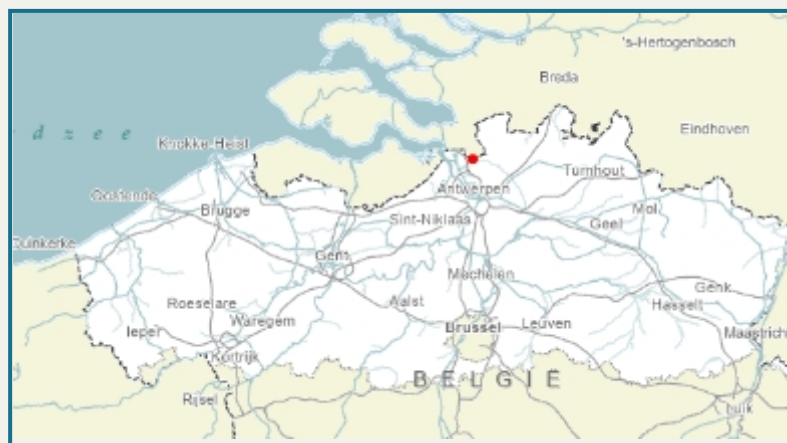 's-Hertogenbosch
Breda
d z e e
Eindhoven
Knokke-Heist
Turnhout
Antwerpen
Oostende
Mol
Brugge
Sint-Niklaas
Geel
Duinkerke
Gent
Mechelen
Genk
Roeselare
Aalst
Hasselt
Waregem
Brussel
Leuven
Ieper
Maastrich
Kortrijk
BELGIË
Rijsel
Luik